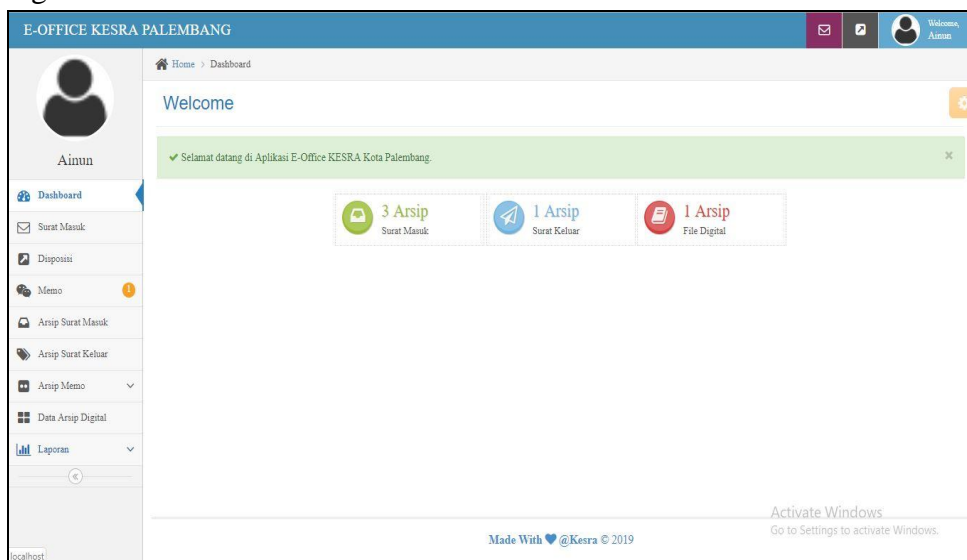 E-OFFICE KESRA PALEMBANG
Welcome,
Ainun
Home > Dashboard
Welcome
Ainun
Selamat datang di Aplikasi E-Office KESRA Kota Palembang.
×
Dashboard
Surat Masuk
Disposisi
Memo 1
Arsip Surat Masuk
Arsip Surat Keluar
Arsip Memo
Data Arsip Digital
Laporan
3 Arsip
Surat Masuk
1 Arsip
Surat Keluar
1 Arsip
File Digital
Activate Windows
Go to Settings to activate Windows.
Made With @Kesra © 2019
localhost